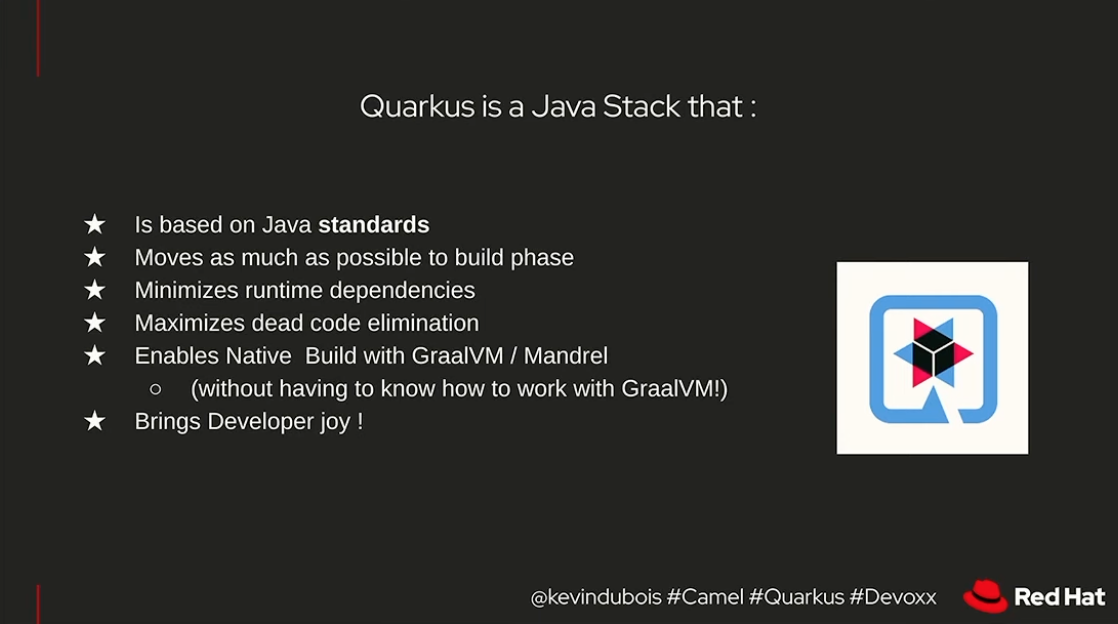 Quarkus is a Java Stack that :
★ Is based on Java standards
★ Moves as much as possible to build phase
★ Minimizes runtime dependencies
★ Maximizes dead code elimination
★ Enables Native  Build with GraalVM / Mandrel
○ (without having to know how to work with GraalVM!)
★ Brings Developer joy !
@kevindubois #Camel #Quarkus #Devoxx
Red Hat